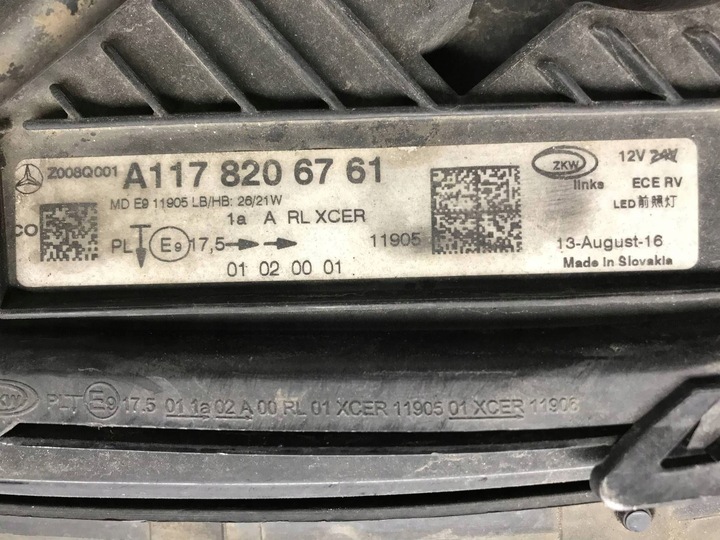 Z008Q001 A117 820 67 61
MD E9 11905 LB/HB: 26/21W
1a A RL XCER
CO
PL E9 17,5 11905
01 02 00 01
ZKW 12V 24V
links ECE RV
LED前照灯
13-August-16
Made in Slovakia
KW PLT E9 17.5 01 1a 02 A 00 RL 01 XCER 11905 01 XCER 11906